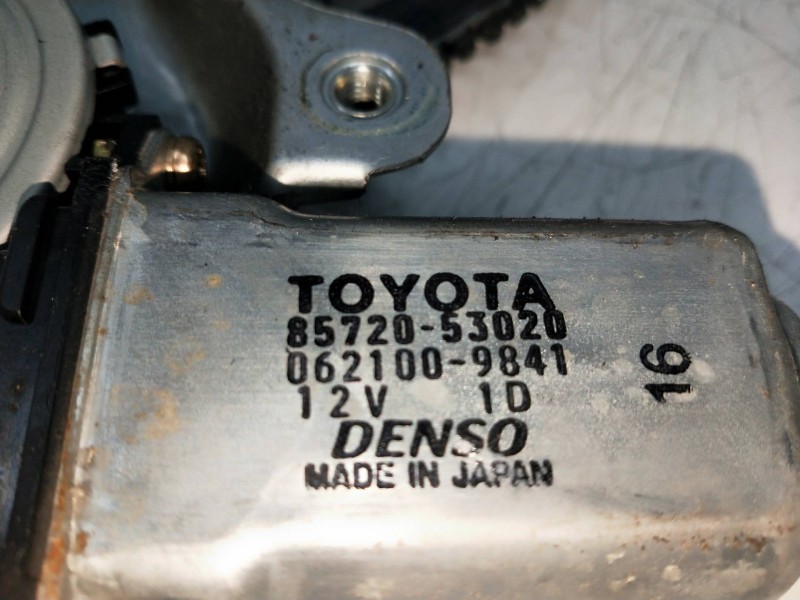 TOYOTA
85720-53020
062100-9841
12V 1D
DENSO
MADE IN JAPAN
16